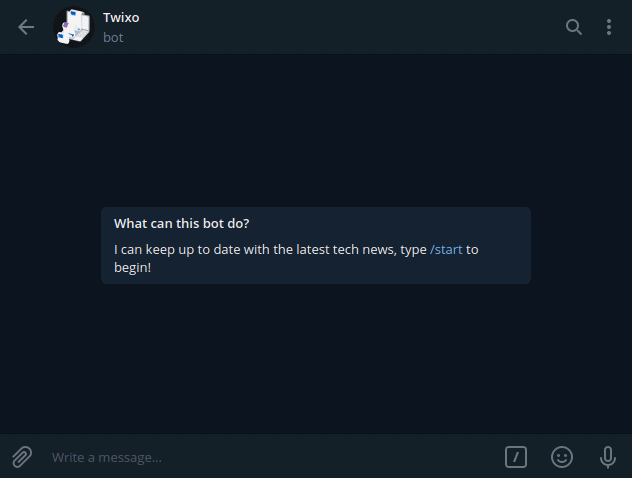 Twixo
bot
What can this bot do?
I can keep up to date with the latest tech news, type /start to
begin!
Write a message...